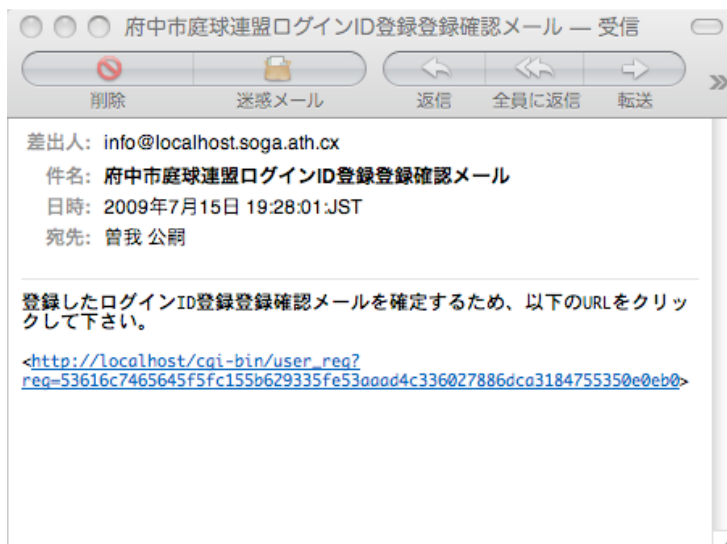 府中市庭球連盟ログインID登録登録確認メール — 受信
削除 迷惑メール 返信 全員に返信 転送
差出人: info@localhost.soga.ath.cx
件名: 府中市庭球連盟ログインID登録登録確認メール
日時: 2009年7月15日 19:28:01:JST
宛先: 曽我 公嗣
登録したログインID登録登録確認メールを確定するため、以下のURLをクリッ
クして下さい。
<http://localhost/cgi-bin/user_reg?
reg=53616c7465645f5fc155b629335fe53aaad4c336027886dca3184755350e0eb0>